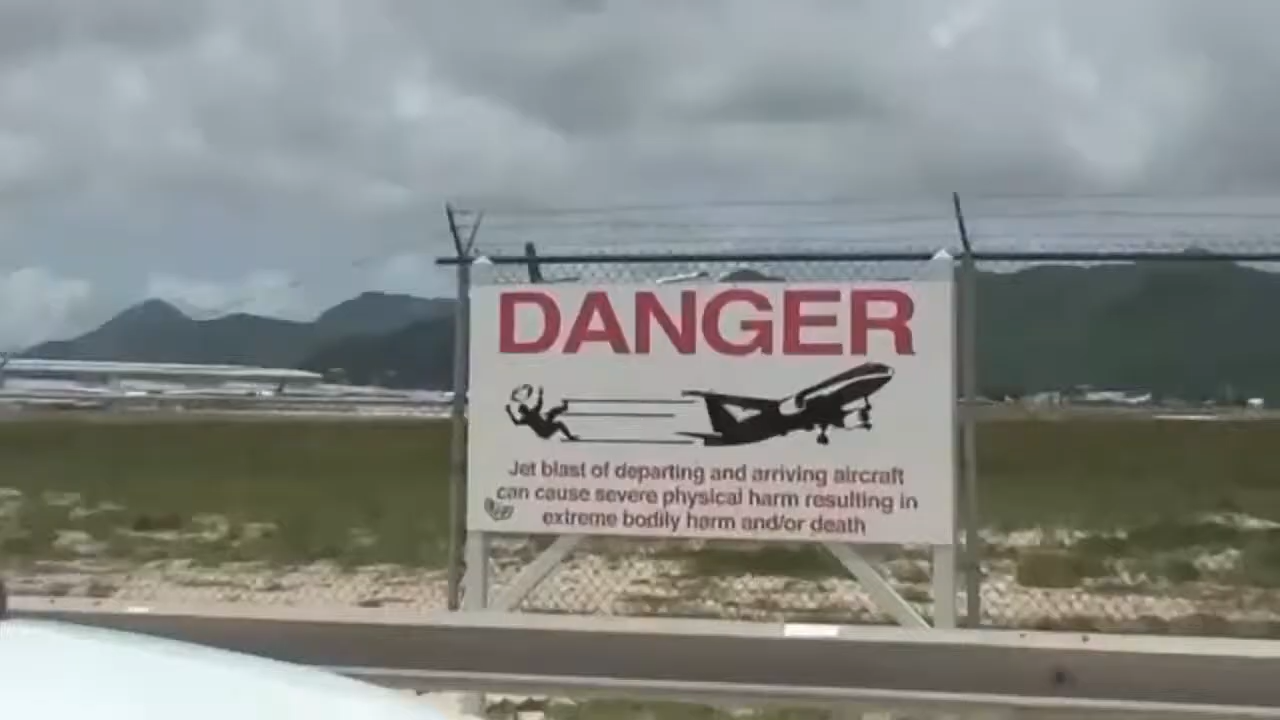 DANGER
Jet blast of departing and arriving aircraft
can cause severe physical harm resulting in
extreme bodily harm and/or death